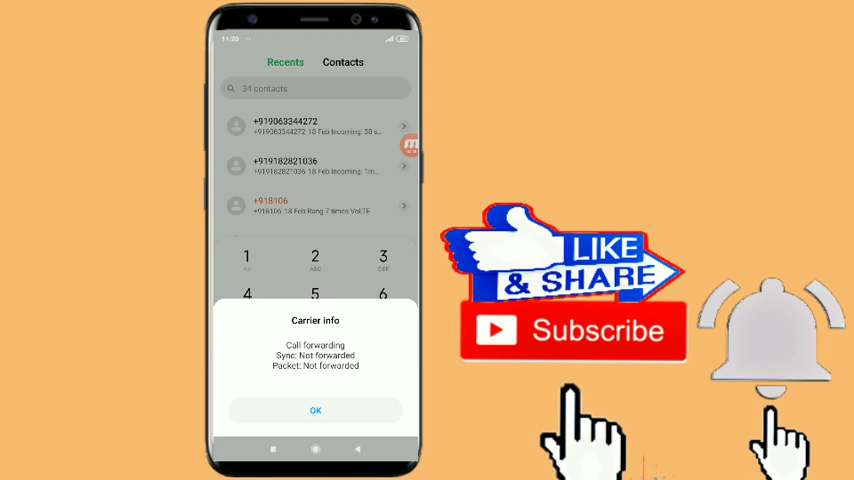 11:20
Recents Contacts
34 contacts
+919063344272
+919063344272 18 Feb Incoming: 38 s...
+919182821036
+919182821036 18 Feb Incoming: 1m...
+918106
+918106 18 Feb Rang 7 times VoLTE
1 2 3
ABC DEF
4 5 6
Carrier info
Call forwarding
Sync: Not forwarded
Packet: Not forwarded
OK
LIKE
& SHARE
Subscribe